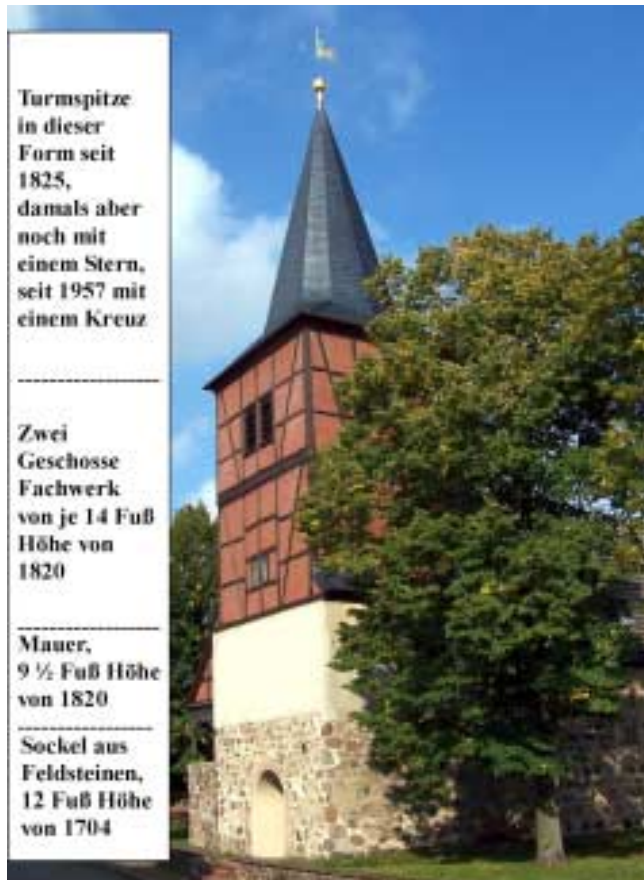 Turmspitze
in dieser
Form seit
1825,
damals aber
noch mit
einem Stern,
seit 1957 mit
einem Kreuz
--------------------
Zwei
Geschosse
Fachwerk
von je 14 Fuß
Höhe von
1820
--------------------
Mauer,
9 ½ Fuß Höhe
von 1820
--------------------
Sockel aus
Feldsteinen,
12 Fuß Höhe
von 1704